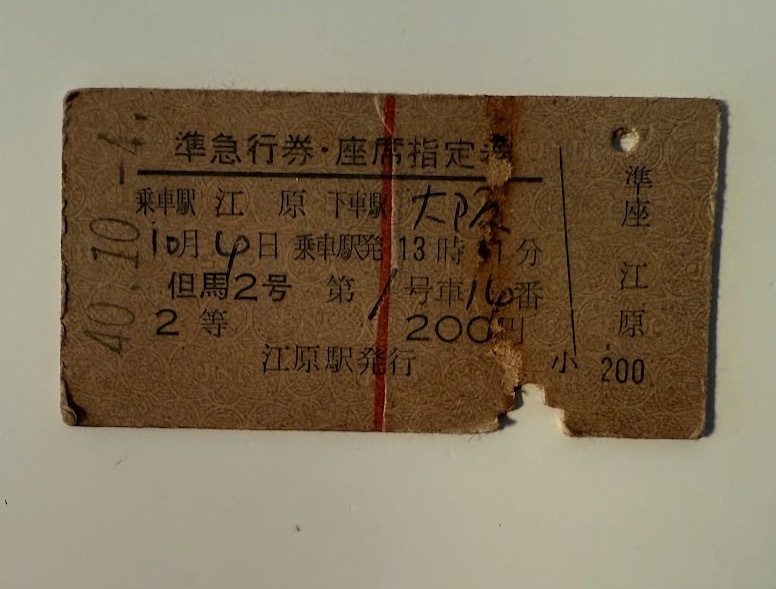 準急行券・座席指定券
乗車駅 江原 下車駅 大阪
10月4日 乗車駅発 13時 1分
但馬2号 第1号車14番
2等 200円
江原駅発行
小
準
座
江
原
200
40.10.-4.